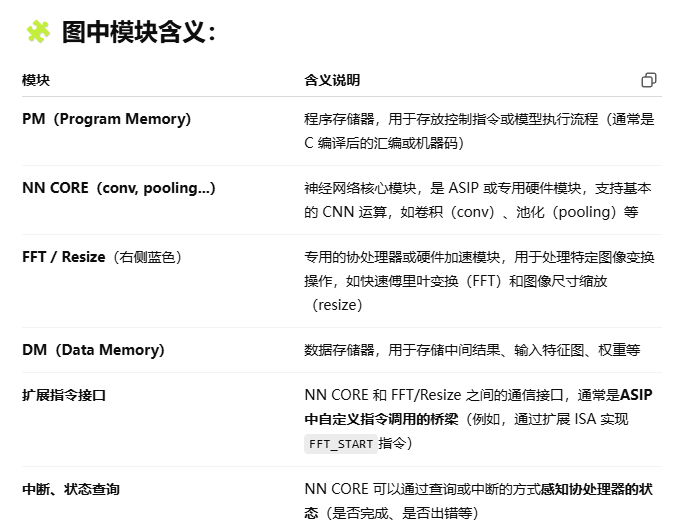 图中模块含义：
模块 含义说明
PM（Program Memory） 程序存储器，用于存放控制指令或模型执行流程（通常是
C 编译后的汇编或机器码）
NN CORE（conv, pooling...） 神经网络核心模块，是 ASIP 或专用硬件模块，支持基本
的 CNN 运算，如卷积（conv）、池化（pooling）等
FFT / Resize（右侧蓝色） 专用的协处理器或硬件加速模块，用于处理特定图像变换
操作，如快速傅里叶变换（FFT）和图像尺寸缩放
（resize）
DM（Data Memory） 数据存储器，用于存储中间结果、输入特征图、权重等
扩展指令接口 NN CORE 和 FFT/Resize 之间的通信接口，通常是ASIP
中自定义指令调用的桥梁（例如，通过扩展 ISA 实现
FFT_START 指令）
中断、状态查询 NN CORE 可以通过查询或中断的方式感知协处理器的状
态（是否完成、是否出错等）